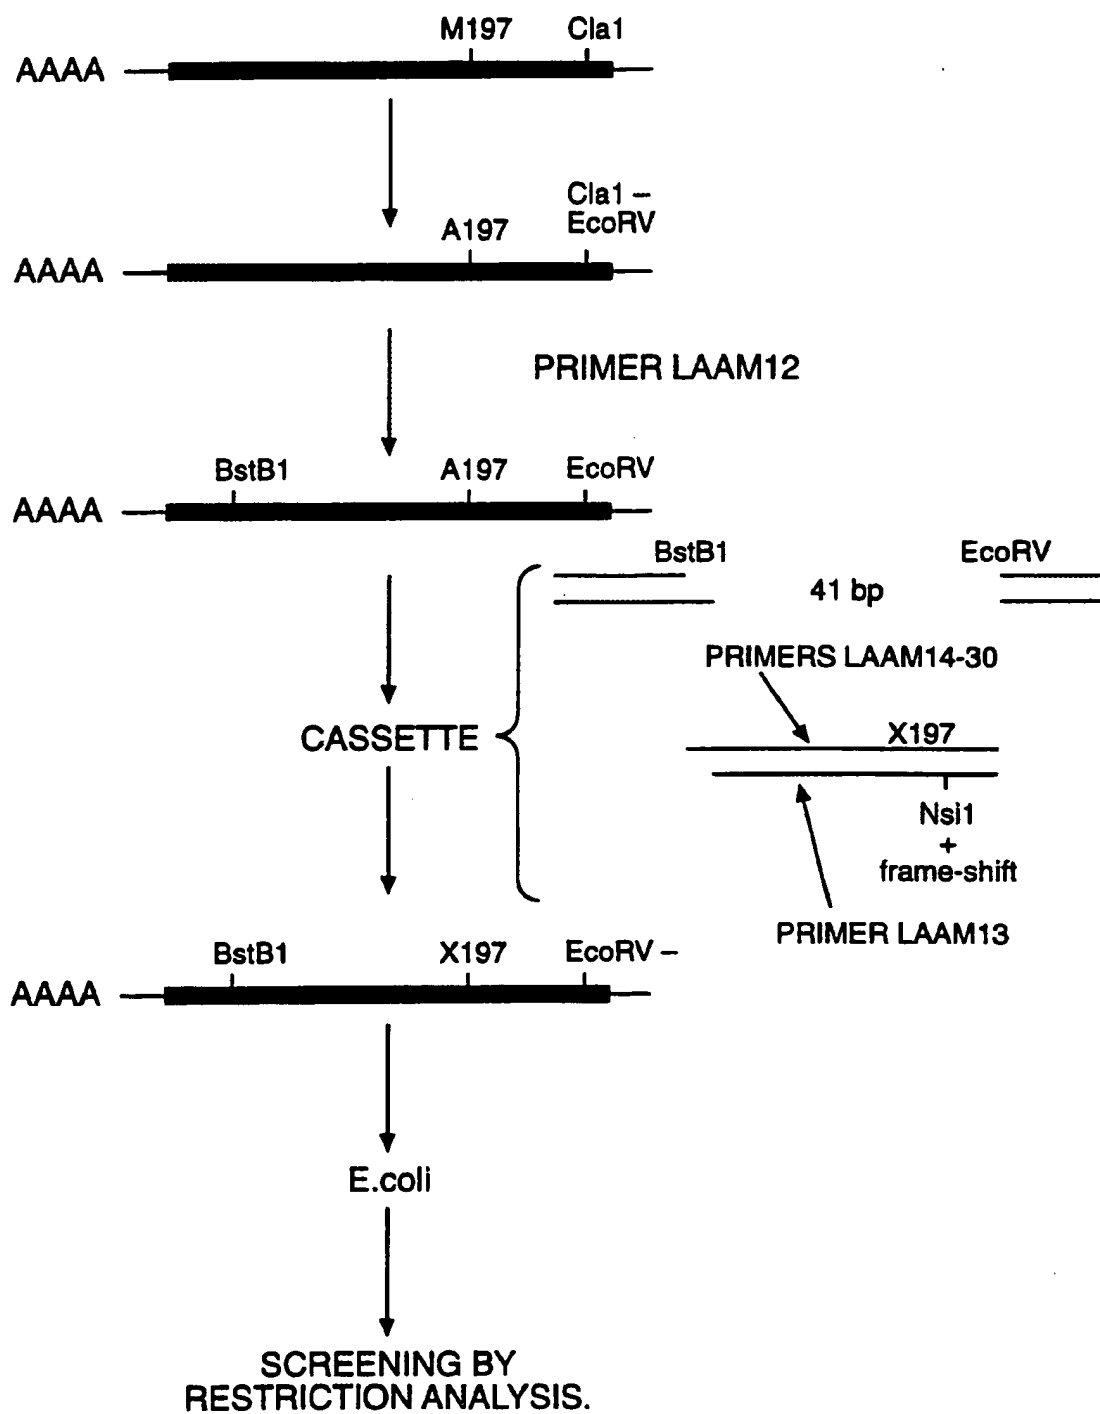 M197 Cla1
AAAA
Cla1 –
EcoRV
A197
AAAA
PRIMER LAAM12
BstB1 A197 EcoRV
AAAA
BstB1 EcoRV
41 bp
PRIMERS LAAM14-30
X197
CASSETTE
Nsi1
+
frame-shift
PRIMER LAAM13
BstB1 X197 EcoRV –
AAAA
E.coli
SCREENING BY
RESTRICTION ANALYSIS.